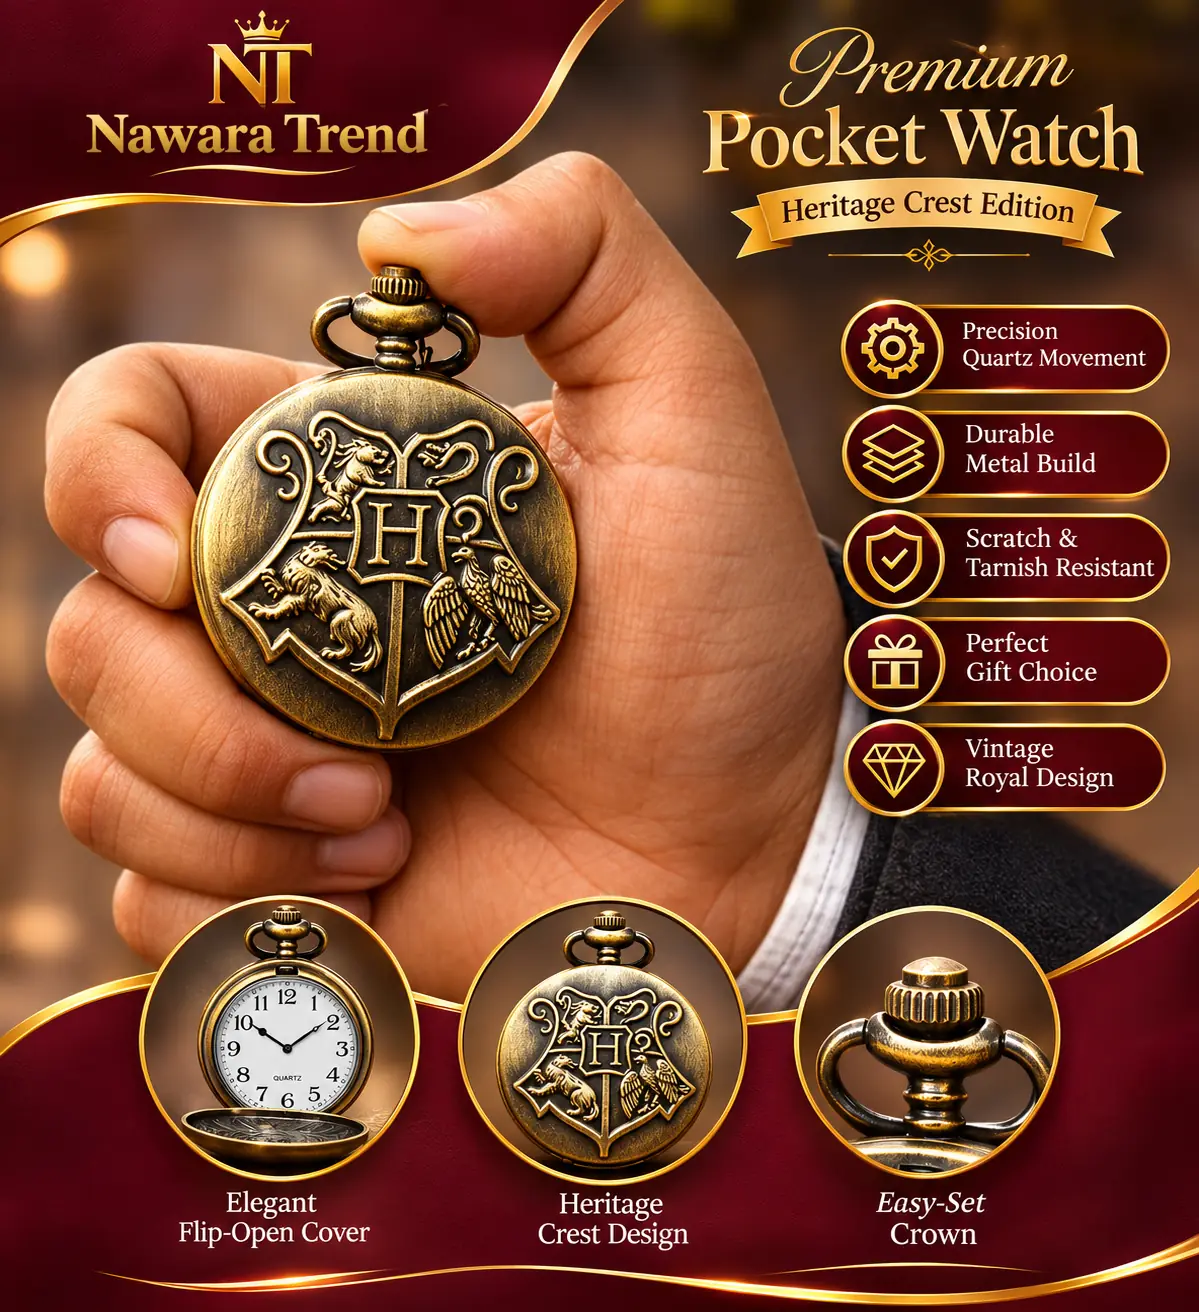 NT
Nawara Trend
Premium
Pocket Watch
Heritage Crest Edition
Precision
Quartz Movement
Durable
Metal Build
Scratch &
Tarnish Resistant
Perfect
Gift Choice
Vintage
Royal Design
H
12
11
1
10
2
9
3
8
4
QUARTZ
7
5
6
H
Elegant
Flip-Open Cover
Heritage
Crest Design
Easy-Set
Crown